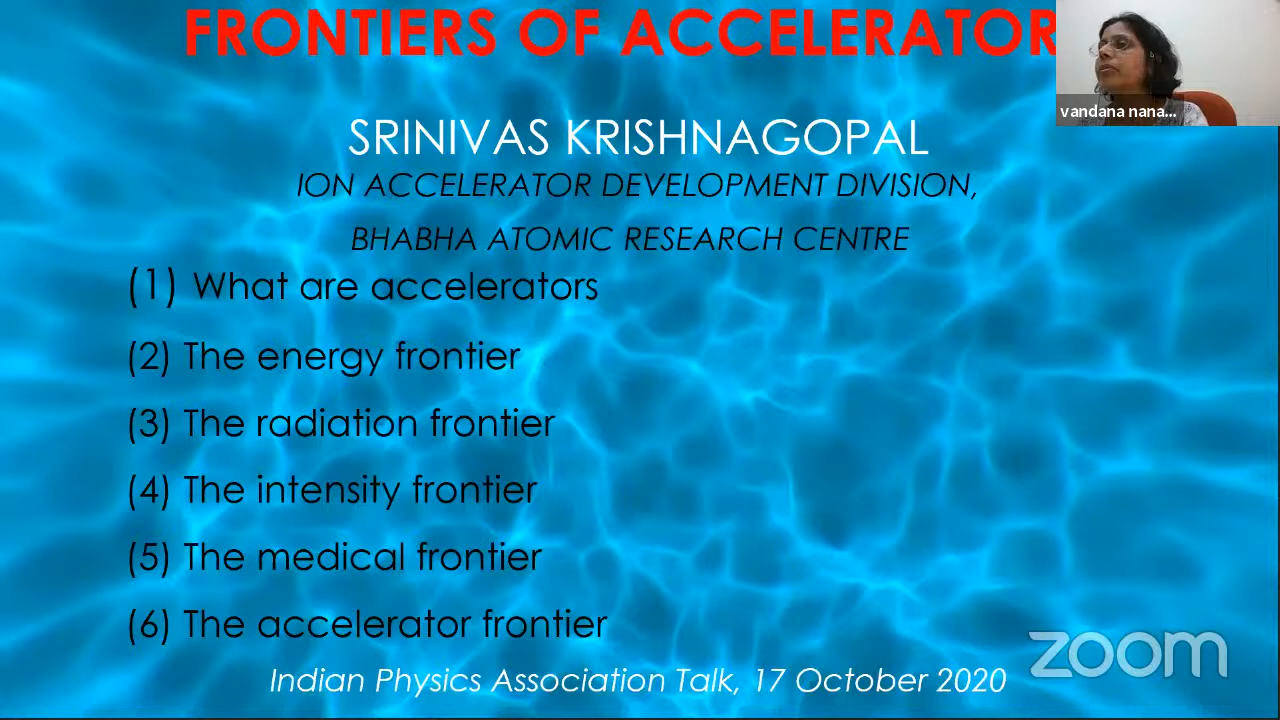 FRONTIERS OF ACCELERATOR
vandana nana...
SRINIVAS KRISHNAGOPAL
ION ACCELERATOR DEVELOPMENT DIVISION,
BHABHA ATOMIC RESEARCH CENTRE
(1) What are accelerators
(2) The energy frontier
(3) The radiation frontier
(4) The intensity frontier
(5) The medical frontier
(6) The accelerator frontier
zoom
Indian Physics Association Talk, 17 October 2020